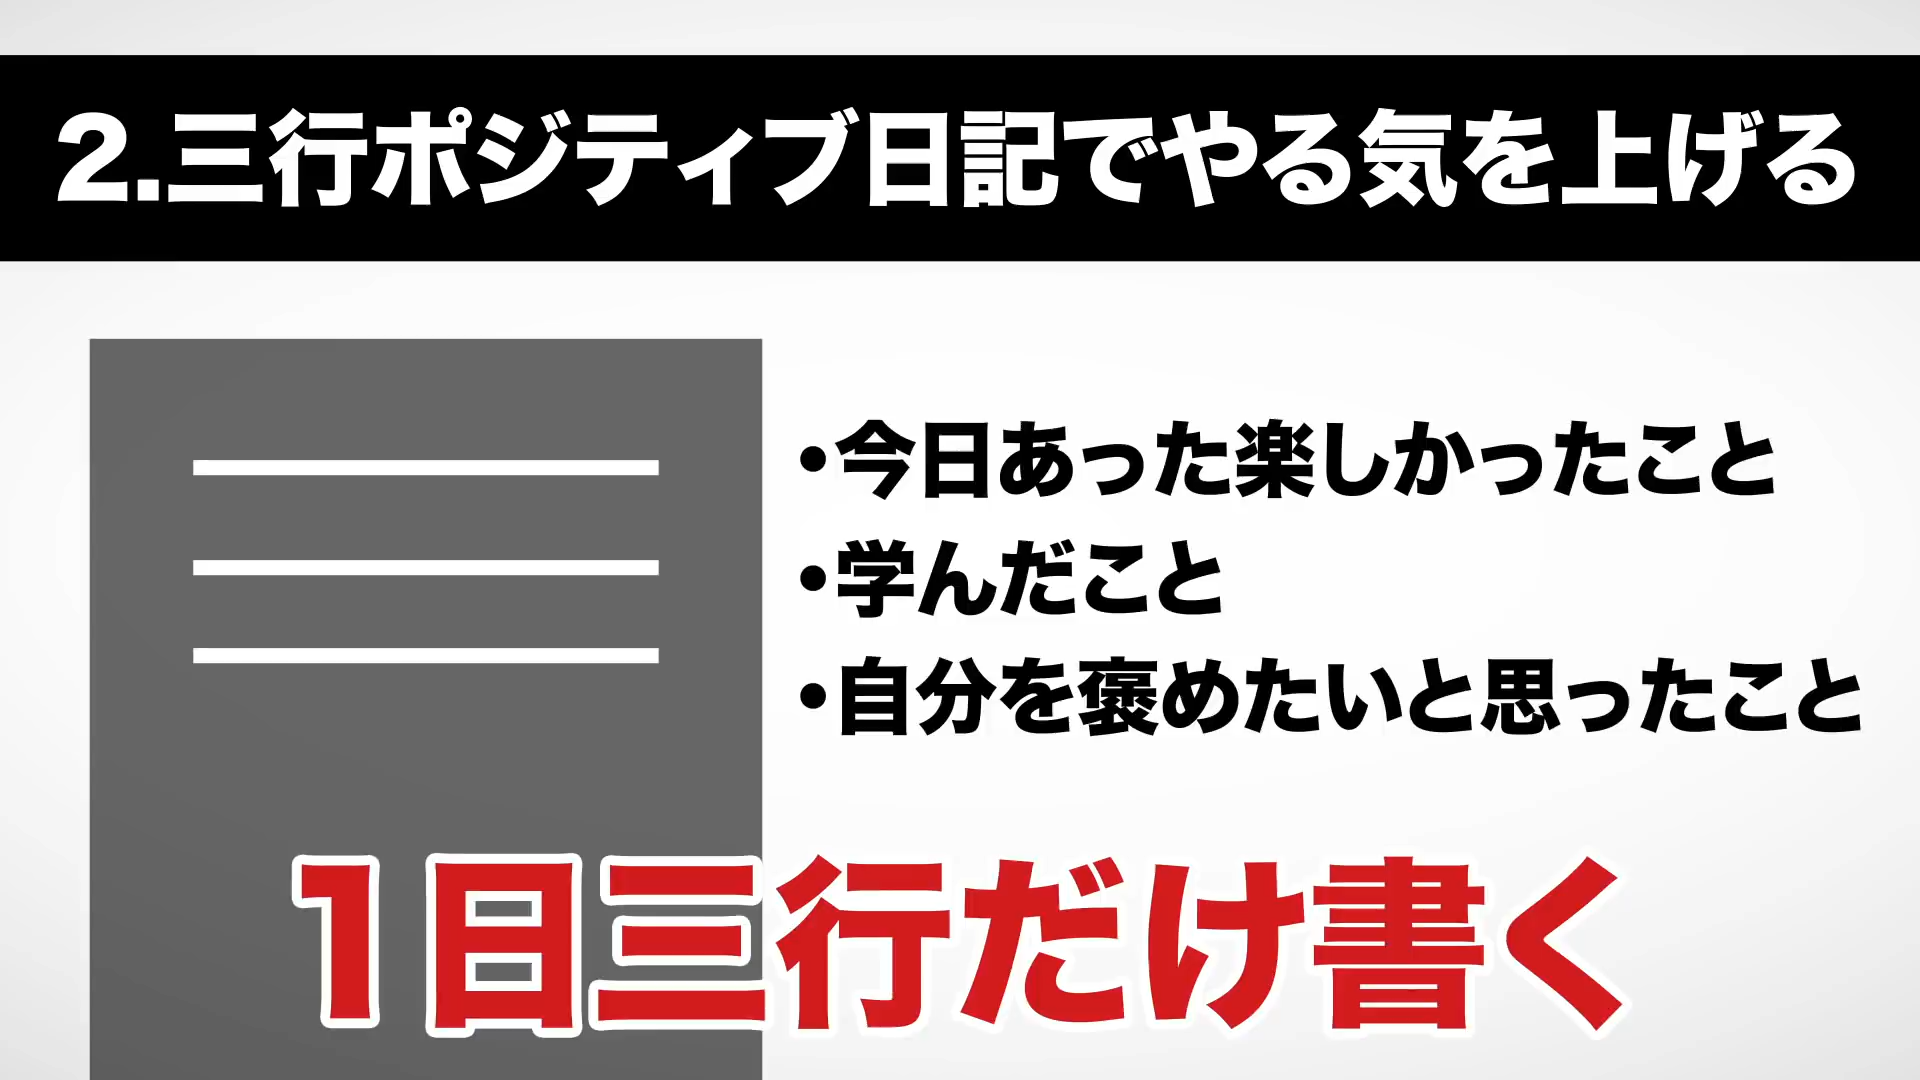 2.三行ポジティブ日記でやる気を上げる
・今日あった楽しかったこと
・学んだこと
・自分を褒めたいと思ったこと
1日三行だけ書く